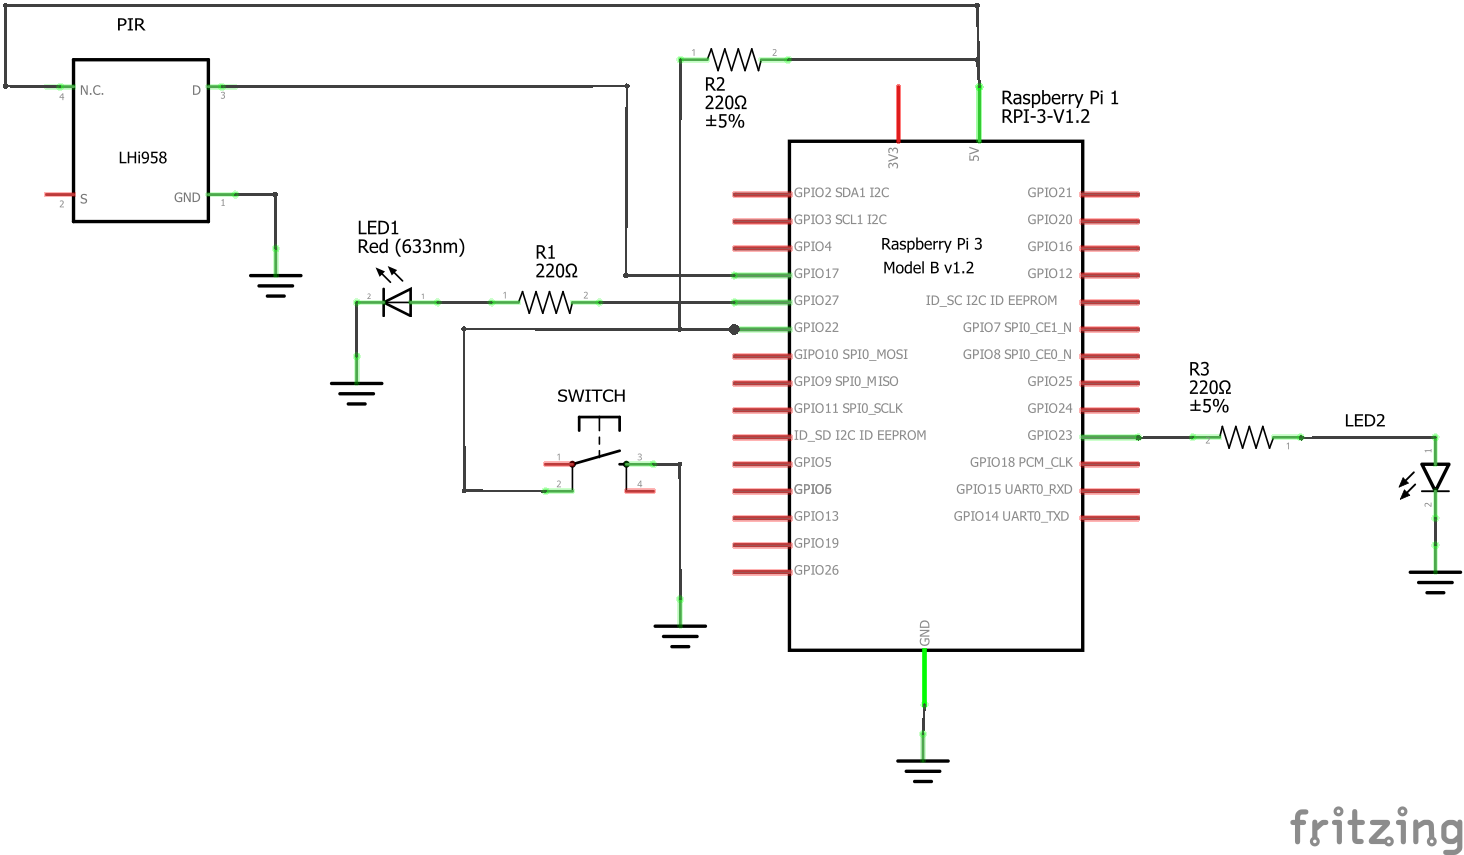 PIR
N.C.
4
D
3
LHi958
S
2
GND
1
1
2
R2
220Ω
±5%
Raspberry Pi 1
RPI-3-V1.2
3V3
5V
LED1
Red (633nm)
2
1
R1
220Ω
1
2
Raspberry Pi 3
Model B v1.2
GPIO2 SDA1 I2C
GPIO3 SCL1 I2C
GPIO4
GPIO17
GPIO27
GPIO22
GIPO10 SPI0_MOSI
GPIO9 SPI0_MISO
GPIO11 SPI0_SCLK
ID_SD I2C ID EEPROM
GPIO5
GPIO6
GPIO13
GPIO19
GPIO26
GPIO21
GPIO20
GPIO16
GPIO12
ID_SC I2C ID EEPROM
GPIO7 SPI0_CE1_N
GPIO8 SPI0_CE0_N
GPIO25
GPIO24
GPIO23
GPIO18 PCM_CLK
GPIO15 UART0_RXD
GPIO14 UART0_TXD
GND
SWITCH
1
3
2
4
R3
220Ω
±5%
2
1
LED2
1
2
fritzing